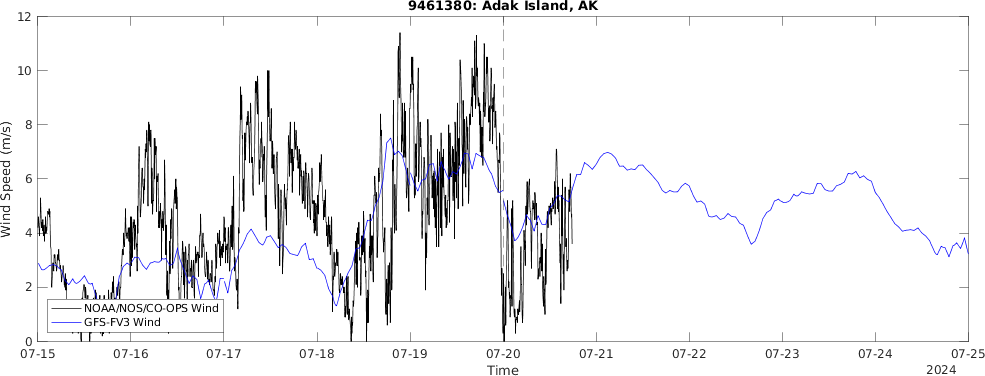 9461380: Adak Island, AK
12
10
8
6
4
2
0
Wind Speed (m/s)
NOAA/NOS/CO-OPS Wind
GFS-FV3 Wind
07-15 07-16 07-17 07-18 07-19 07-20 07-21 07-22 07-23 07-24 07-25
Time
2024